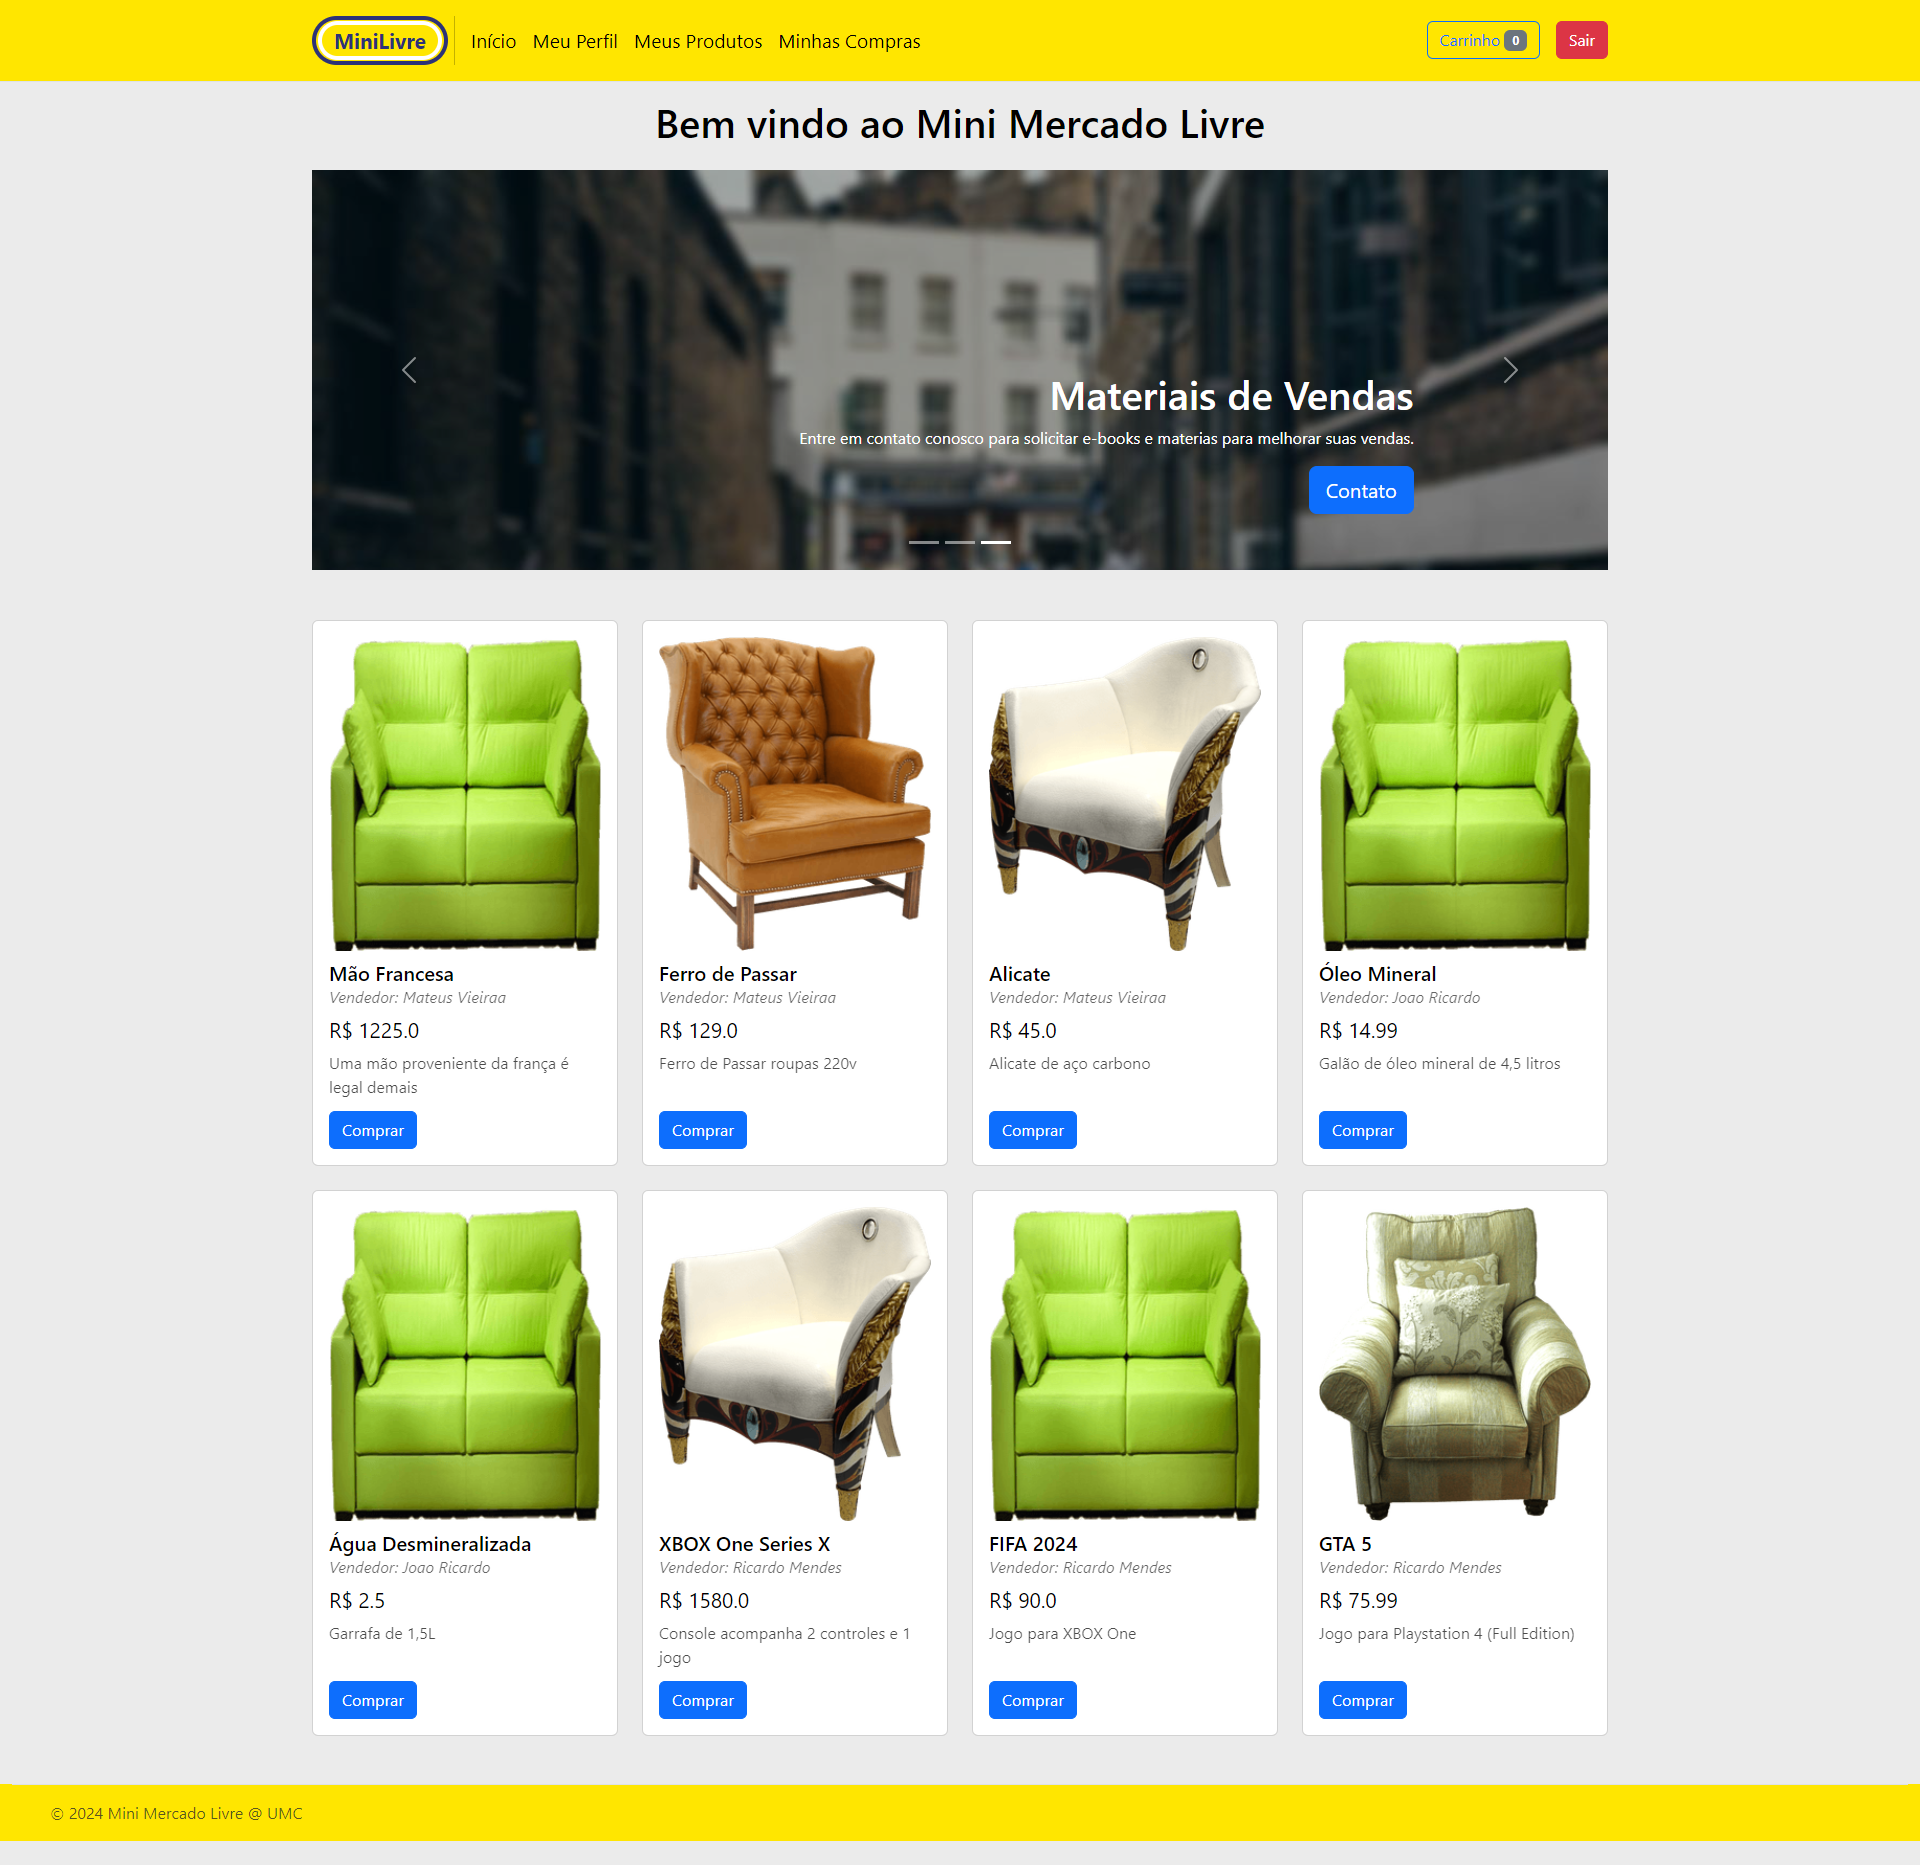 MiniLivre
Início Meu Perfil Meus Produtos Minhas Compras
Carrinho 0
Sair
Bem vindo ao Mini Mercado Livre
Materiais de Vendas
Entre em contato conosco para solicitar e-books e materias para melhorar suas vendas.
Contato
Mão Francesa
Vendedor: Mateus Vieiraa
R$ 1225.0
Uma mão proveniente da frança é
legal demais
Comprar
Ferro de Passar
Vendedor: Mateus Vieiraa
R$ 129.0
Ferro de Passar roupas 220v
Comprar
Alicate
Vendedor: Mateus Vieiraa
R$ 45.0
Alicate de aço carbono
Comprar
Óleo Mineral
Vendedor: Joao Ricardo
R$ 14.99
Galão de óleo mineral de 4,5 litros
Comprar
Água Desmineralizada
Vendedor: Joao Ricardo
R$ 2.5
Garrafa de 1,5L
Comprar
XBOX One Series X
Vendedor: Ricardo Mendes
R$ 1580.0
Console acompanha 2 controles e 1
jogo
Comprar
FIFA 2024
Vendedor: Ricardo Mendes
R$ 90.0
Jogo para XBOX One
Comprar
GTA 5
Vendedor: Ricardo Mendes
R$ 75.99
Jogo para Playstation 4 (Full Edition)
Comprar
© 2024 Mini Mercado Livre @ UMC